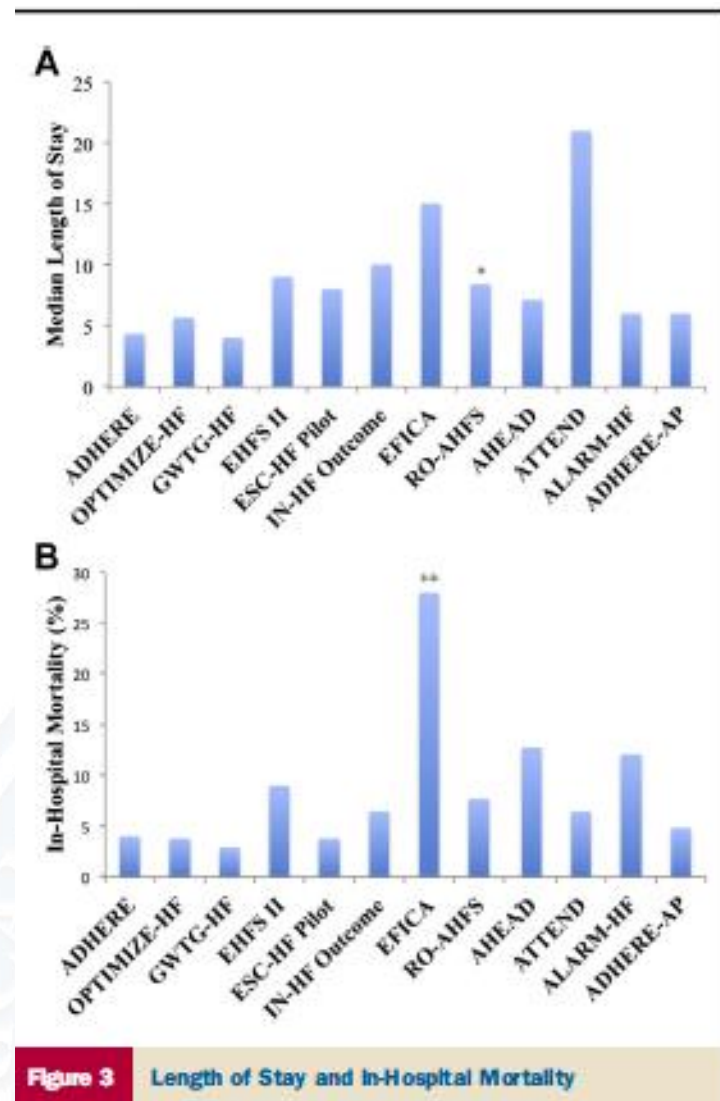 A
Median Length of Stay
25
20
15
10
5
0
*
ADHERE
OPTIMIZE-HF
GWTG-HF
EHFS II
ESC-HF Pilot
IN-HF Outcome
EFICA
RO-AHFS
AHEAD
ATTEND
ALARM-HF
ADHERE-AP
B
In-Hospital Mortality (%)
30
25
20
15
10
5
0
**
ADHERE
OPTIMIZE-HF
GWTG-HF
EHFS II
ESC-HF Pilot
IN-HF Outcome
EFICA
RO-AHFS
AHEAD
ATTEND
ALARM-HF
ADHERE-AP
Figure 3 Length of Stay and In-Hospital Mortality